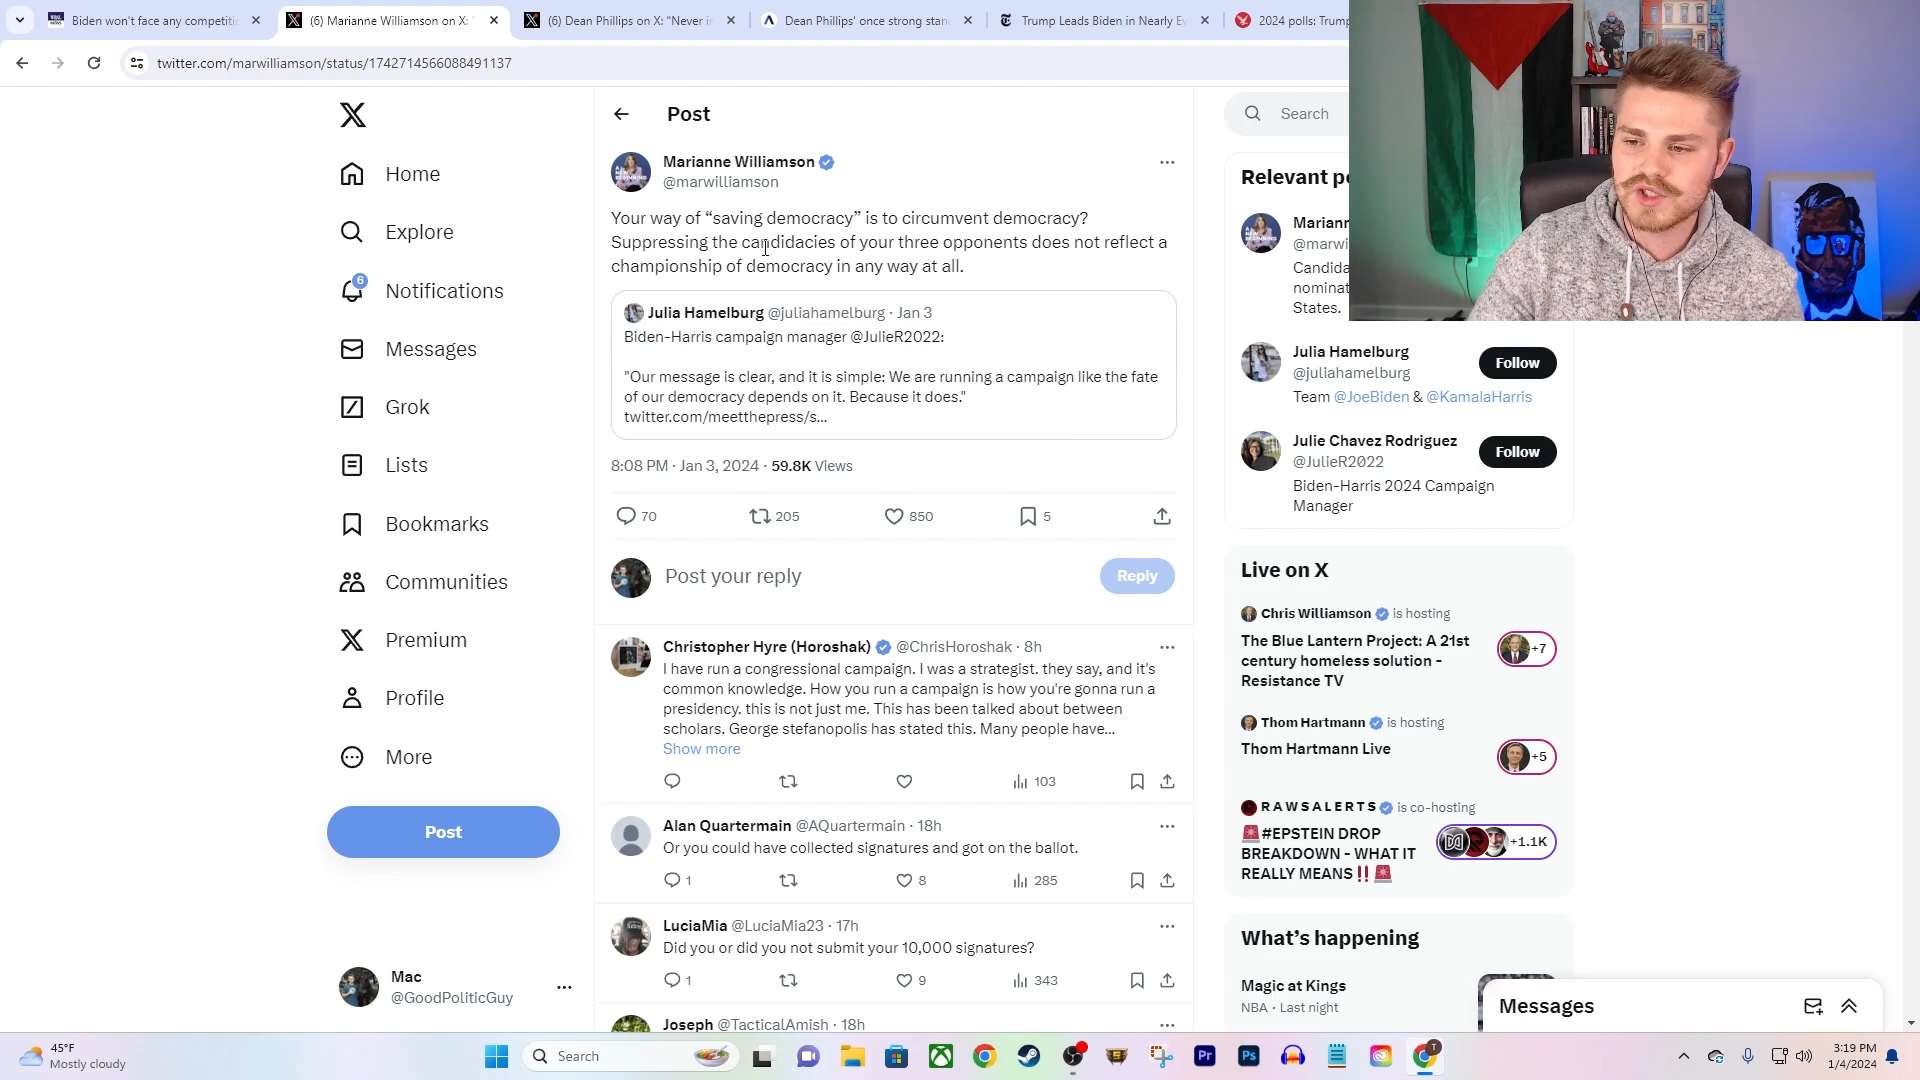 Biden won't face any competitic
(6) Marianne Williamson on X: "
(6) Dean Phillips on X: "Never in
Dean Phillips' once strong stan
Trump Leads Biden in Nearly Ev
2024 polls: Trump
twitter.com/marwilliamson/status/1742714566088491137
Home
Explore
6
Notifications
Messages
Grok
Lists
Bookmarks
Communities
Premium
Profile
More
Post
Mac
@GoodPoliticGuy
Post
Marianne Williamson
@marwilliamson
Your way of “saving democracy” is to circumvent democracy?
Suppressing the candidacies of your three opponents does not reflect a
championship of democracy in any way at all.
Julia Hamelburg @juliahamelburg · Jan 3
Biden-Harris campaign manager @JulieR2022:
"Our message is clear, and it is simple: We are running a campaign like the fate
of our democracy depends on it. Because it does."
twitter.com/meetthepress/s…
8:08 PM · Jan 3, 2024 · 59.8K Views
70 205 850 5
Post your reply
Reply
Christopher Hyre (Horoshak) @ChrisHoroshak · 8h
I have run a congressional campaign. I was a strategist. they say, and it's
common knowledge. How you run a campaign is how you're gonna run a
presidency. this is not just me. This has been talked about between
scholars. George stefanopolis has stated this. Many people have…
Show more
103
Alan Quartermain @AQuartermain · 18h
Or you could have collected signatures and got on the ballot.
1 8 285
LuciaMia @LuciaMia23 · 17h
Did you or did you not submit your 10,000 signatures?
1 9 343
Joseph @TacticalAmish · 18h
Search
Relevant pe
Mariann
@marwi
Candida
nominat
States.
Julia Hamelburg
@juliahamelburg
Follow
Team @JoeBiden & @KamalaHarris
Julie Chavez Rodriguez
@JulieR2022
Follow
Biden-Harris 2024 Campaign
Manager
Live on X
Chris Williamson is hosting
The Blue Lantern Project: A 21st
century homeless solution -
Resistance TV
+7
Thom Hartmann is hosting
Thom Hartmann Live
+5
RAWSALERTS is co-hosting
🚨#EPSTEIN DROP
BREAKDOWN - WHAT IT
REALLY MEANS‼️🚨
+1.1K
What’s happening
Magic at Kings
NBA · Last night
Messages
45°F
Mostly cloudy
Search
Pr
Ps
T
3:19 PM
1/4/2024